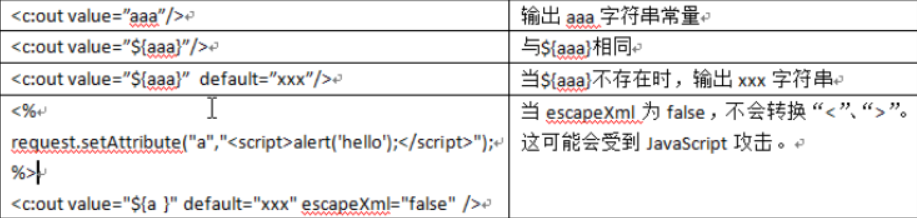 <c:out value="aaa"/>
输出 aaa 字符串常量
<c:out value="${aaa}"/>
与${aaa}相同
<c:out value="${aaa}" default="xxx"/>
当${aaa}不存在时，输出 xxx 字符串
<%
request.setAttribute("a","<script>alert('hello');</script>");
%>
<c:out value="${a }" default="xxx" escapeXml="false" />
当 escapeXml 为 false，不会转换“<”、“>”。
这可能会受到 JavaScript 攻击。